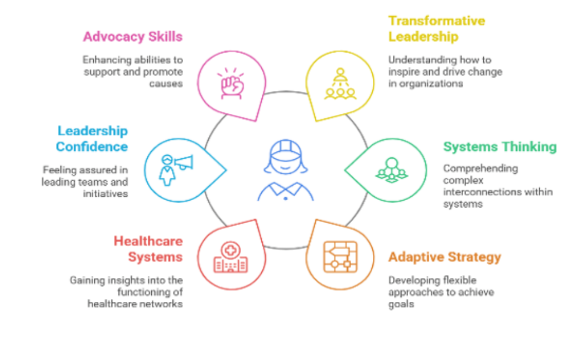 Advocacy Skills
Enhancing abilities to
support and promote
causes
Transformative
Leadership
Understanding how to
inspire and drive change
in organizations
Leadership
Confidence
Feeling assured in
leading teams and
initiatives
Systems Thinking
Comprehending
complex
interconnections within
systems
Healthcare
Systems
Gaining insights into the
functioning of
healthcare networks
Adaptive Strategy
Developing flexible
approaches to achieve
goals